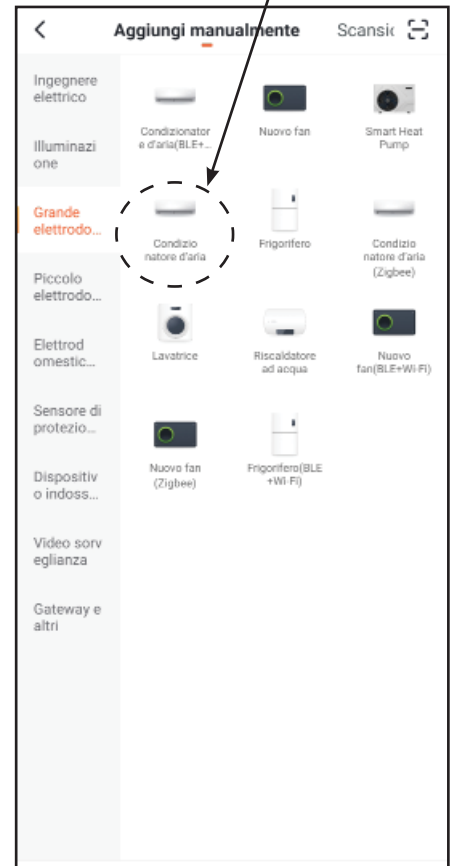 Aggiungi manualmente
Scansic
Ingegnere
elettrico
Illuminazi
one
Grande
elettrodo...
Piccolo
elettrodo...
Elettrod
omestic...
Sensore di
protezio...
Dispositiv
o indoss...
Video sorv
eglianza
Gateway e
altri
Condizionator
e d'aria(BLE+...
Nuovo fan
Smart Heat
Pump
Condizio
natore d'aria
Frigorifero
Condizio
natore d'aria
(Zigbee)
Lavatrice
Riscaldatore
ad acqua
Nuovo
fan(BLE+Wi-Fi)
Nuovo fan
(Zigbee)
Frigorifero(BLE
+Wi-Fi)